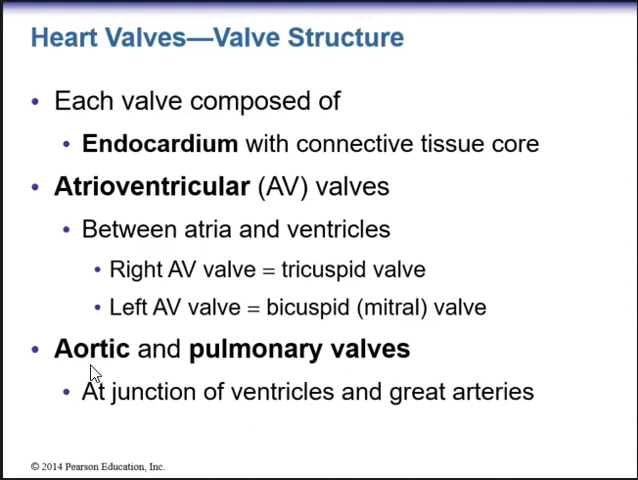 Heart Valves—Valve Structure
• Each valve composed of
• Endocardium with connective tissue core
• Atrioventricular (AV) valves
• Between atria and ventricles
• Right AV valve = tricuspid valve
• Left AV valve = bicuspid (mitral) valve
• Aortic and pulmonary valves
• At junction of ventricles and great arteries
© 2014 Pearson Education, Inc.